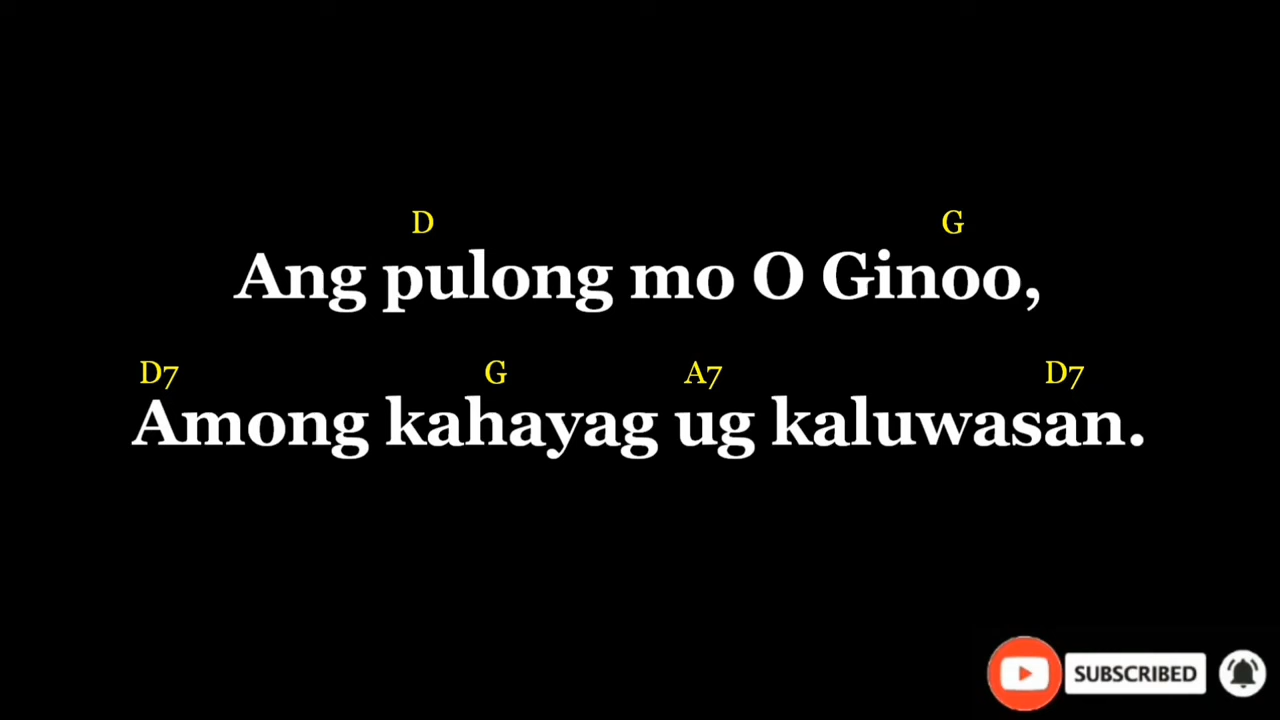 D G
Ang pulong mo O Ginoo,
D7 G A7 D7
Among kahayag ug kaluwasan.
SUBSCRIBED